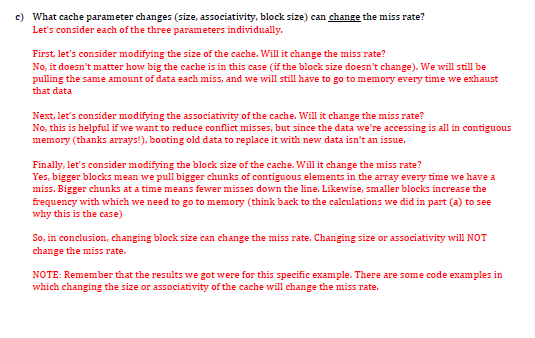 c) What cache parameter changes (size, associativity, block size) can change the miss rate?
Let's consider each of the three parameters individually.
First, let's consider modifying the size of the cache. Will it change the miss rate?
No, it doesn't matter how big the cache is in this case (if the block size doesn't change). We will still be
pulling the same amount of data each miss, and we will still have to go to memory every time we exhaust
that data
Next, let's consider modifying the associativity of the cache. Will it change the miss rate?
No, this is helpful if we want to reduce conflict misses, but since the data we're accessing is all in contiguous
memory (thanks arrays!), booting old data to replace it with new data isn't an issue.
Finally, let's consider modifying the block size of the cache. Will it change the miss rate?
Yes, bigger blocks mean we pull bigger chunks of contiguous elements in the array every time we have a
miss. Bigger chunks at a time means fewer misses down the line. Likewise, smaller blocks increase the
frequency with which we need to go to memory (think back to the calculations we did in part (a) to see
why this is the case)
So, in conclusion, changing block size can change the miss rate. Changing size or associativity will NOT
change the miss rate.
NOTE: Remember that the results we got were for this specific example. There are some code examples in
which changing the size or associativity of the cache will change the miss rate.